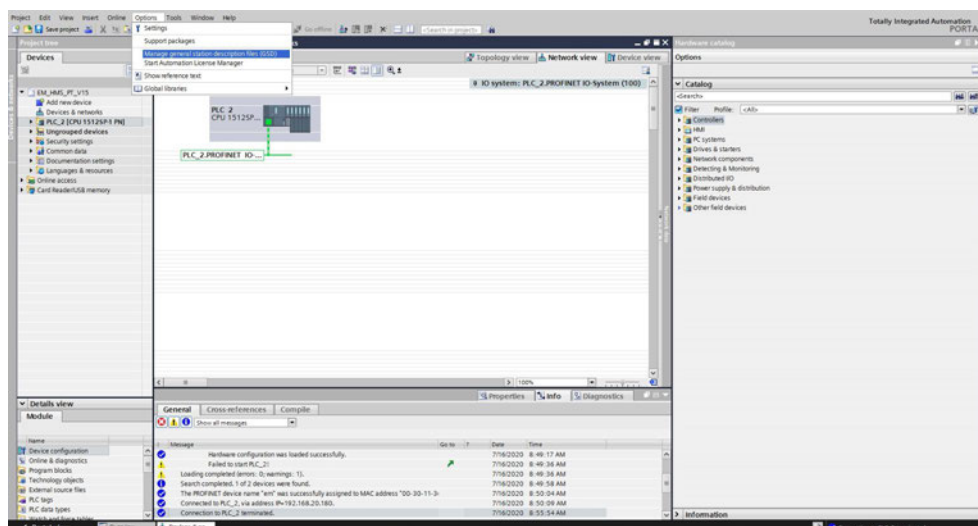 Project Edit View Insert Online Options Tools Window Help
Totally Integrated Automation
PORTAL
Save project
Go offline
<Search in project>
Settings
Support packages
Manage general station description files (GSD)
Start Automation License Manager
Show reference text
Global libraries
Project tree
Devices
EM_HMS_PT_V15
Add new device
Devices & networks
PLC_2 [CPU 1512SP-1 PN]
Ungrouped devices
Security settings
Common data
Documentation settings
Languages & resources
Online access
Card Reader/USB memory
Topology view Network view Device view
IO system: PLC_2.PROFINET IO-System (100)
PLC_2
CPU 1512SP...
PLC_2.PROFINET IO-...
100%
Hardware catalog
Options
Catalog
<Search>
Filter Profile: <All>
Controllers
HMI
PC systems
Drives & starters
Network components
Detecting & Monitoring
Distributed I/O
Power supply & distribution
Field devices
Other field devices
Information
Details view
Module
Name
Device configuration
Online & diagnostics
Program blocks
Technology objects
External source files
PLC tags
PLC data types
Watch and force tables
Properties Info Diagnostics
General Cross-references Compile
Show all messages
! Message Go to ? Date Time
Hardware configuration was loaded successfully. 7/16/2020 8:49:17 AM
Failed to start PLC_2! 7/16/2020 8:49:36 AM
Loading completed (errors: 0; warnings: 1). 7/16/2020 8:49:36 AM
Search completed. 1 of 2 devices were found. 7/16/2020 8:49:58 AM
The PROFINET device name "em" was successfully assigned to MAC address "00-30-11-3 7/16/2020 8:50:04 AM
Connected to PLC_2, via address IP=192.168.20.180. 7/16/2020 8:50:09 AM
Connection to PLC_2 terminated. 7/16/2020 8:55:54 AM